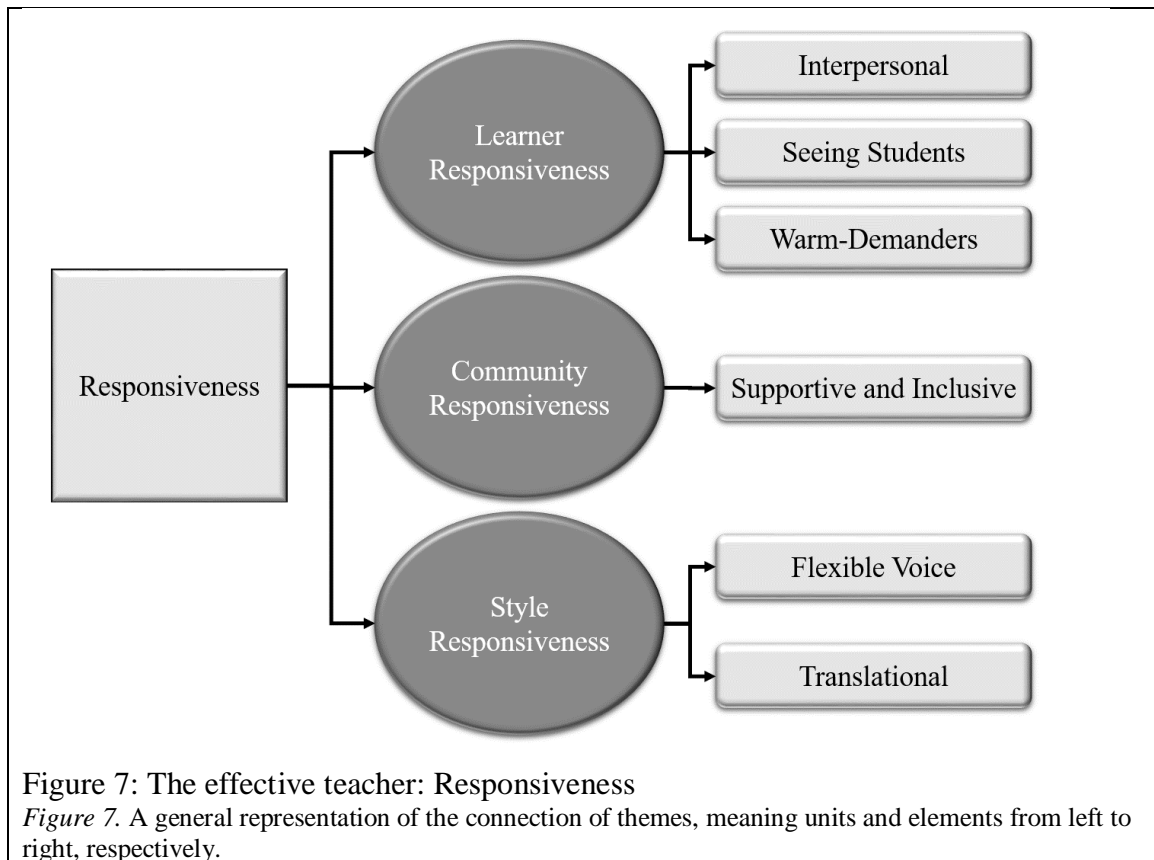 Responsiveness
Learner
Responsiveness
Interpersonal
Seeing Students
Warm-Demanders
Community
Responsiveness
Supportive and Inclusive
Style
Responsiveness
Flexible Voice
Translational
Figure 7: The effective teacher: Responsiveness
Figure 7. A general representation of the connection of themes, meaning units and elements from left to
right, respectively.